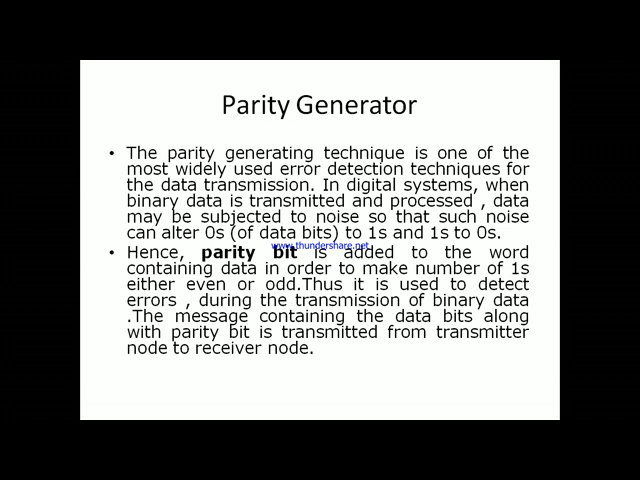 Parity Generator
• The parity generating technique is one of the
most widely used error detection techniques for
the data transmission. In digital systems, when
binary data is transmitted and processed , data
may be subjected to noise so that such noise
can alter 0s (of data bits) to 1s and 1s to 0s.
www.thundershare.net
• Hence, parity bit is added to the word
containing data in order to make number of 1s
either even or odd.Thus it is used to detect
errors , during the transmission of binary data
.The message containing the data bits along
with parity bit is transmitted from transmitter
node to receiver node.